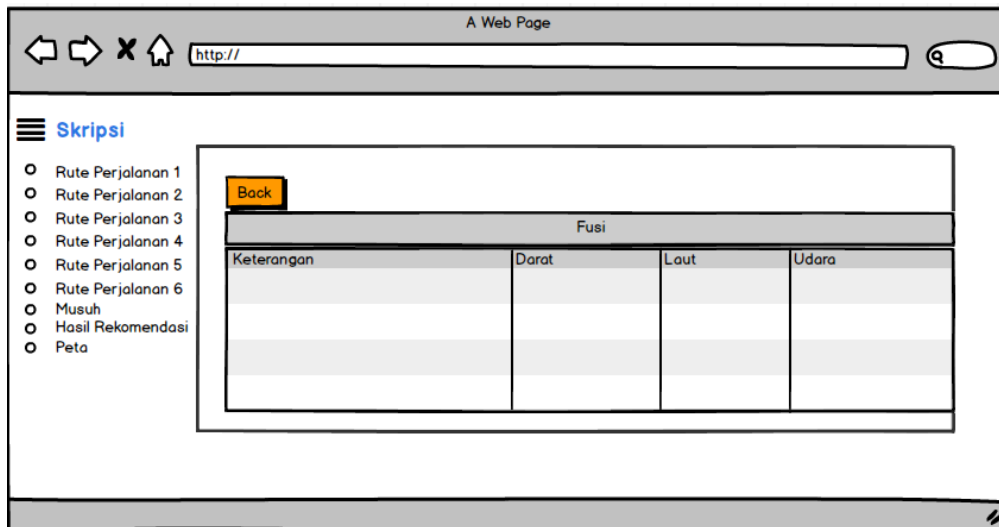 A Web Page
http://
Skripsi
Rute Perjalanan 1
Rute Perjalanan 2
Rute Perjalanan 3
Rute Perjalanan 4
Rute Perjalanan 5
Rute Perjalanan 6
Musuh
Hasil Rekomendasi
Peta
Back
Fusi
Keterangan Darat Laut Udara